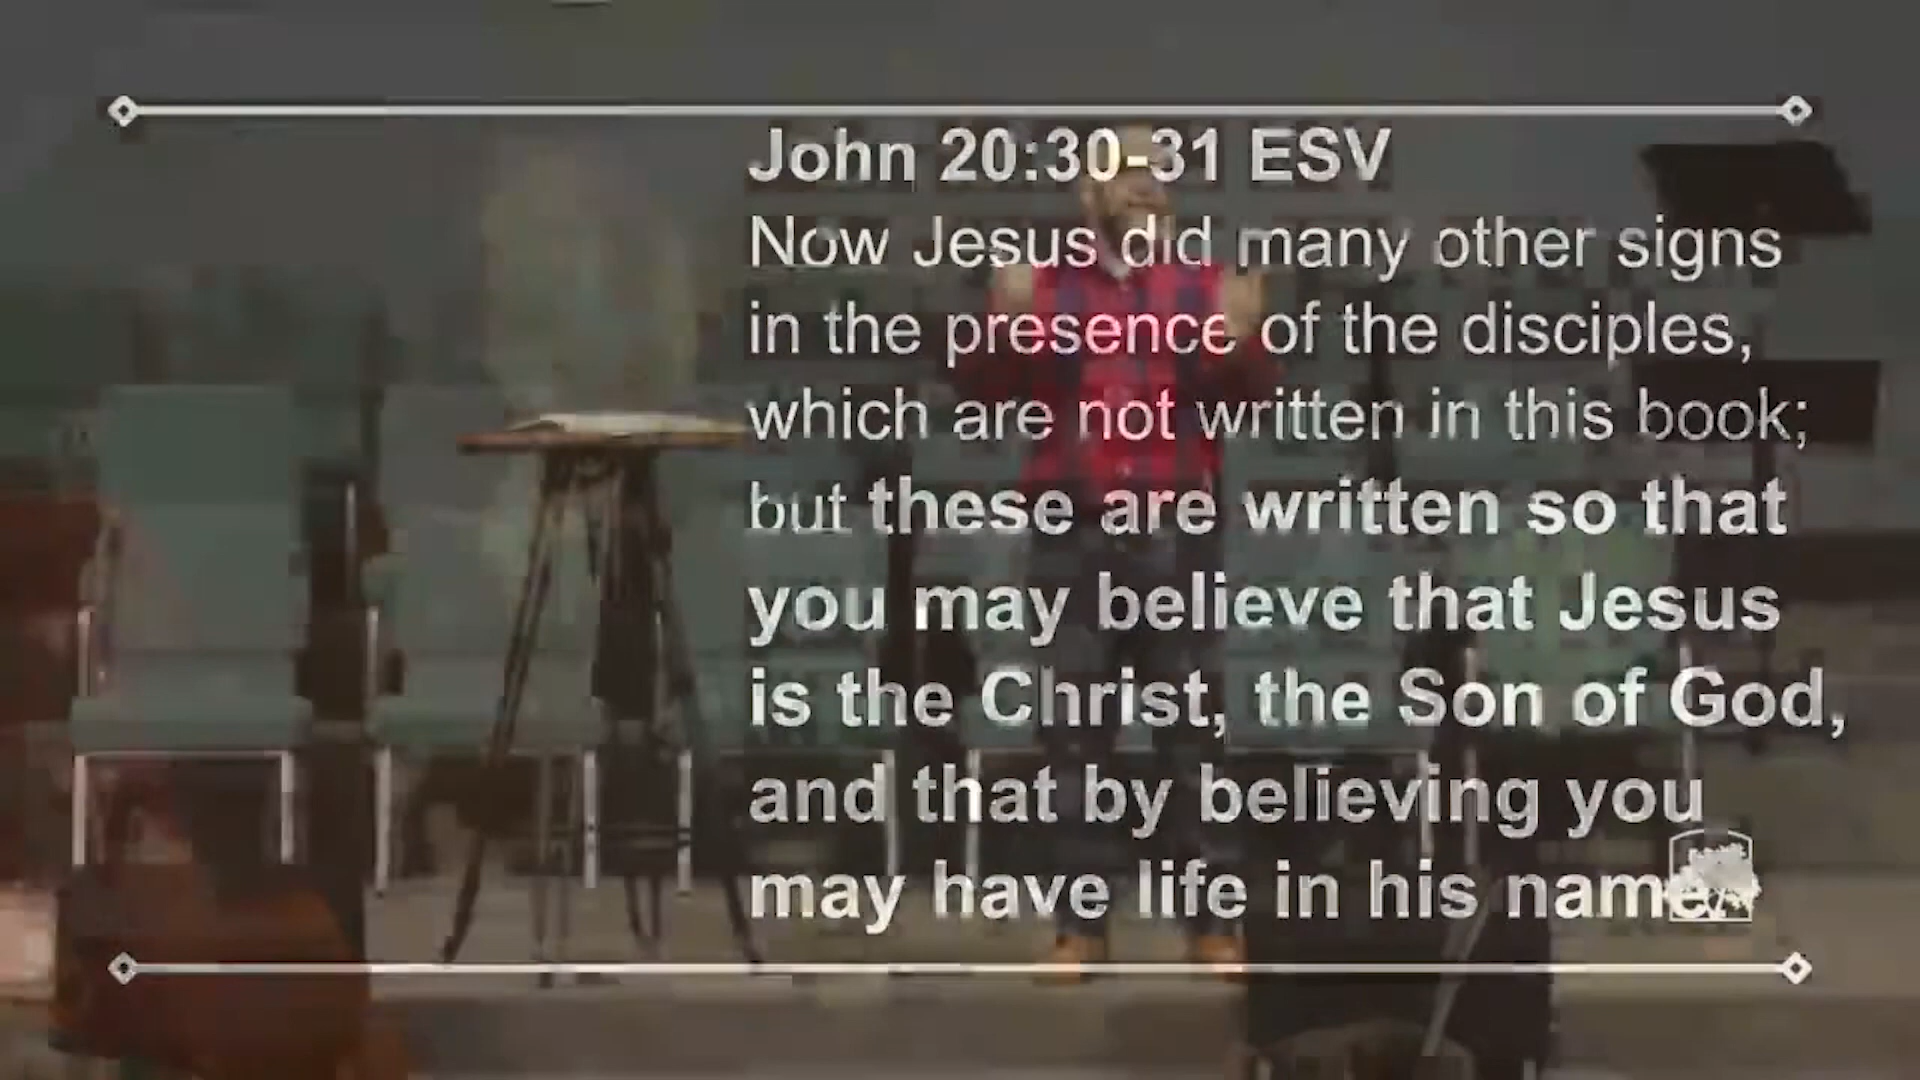 John 20:30-31 ESV
Now Jesus did many other signs
in the presence of the disciples,
which are not written in this book;
but these are written so that
you may believe that Jesus
is the Christ, the Son of God,
and that by believing you
may have life in his name.